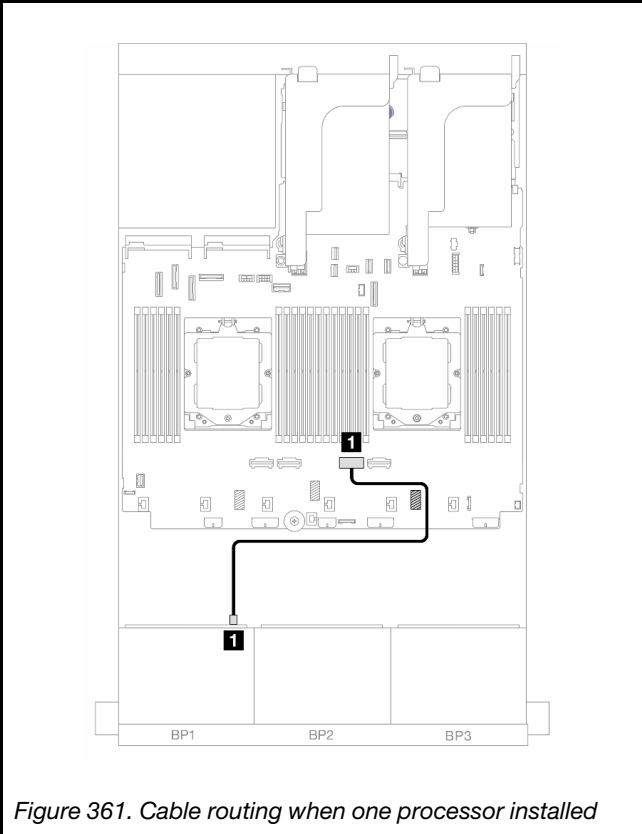 1
1
BP1 BP2 BP3
Figure 361. Cable routing when one processor installed